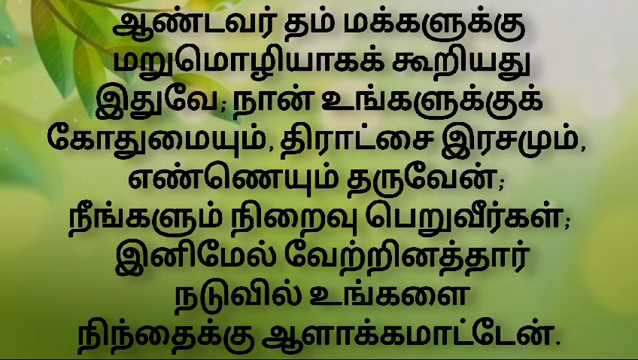 ஆண்டவர் தம் மக்களுக்கு
மறுமொழியாகக் கூறியது
இதுவே; நான் உங்களுக்குக்
கோதுமையும், திராட்சை இரசமும்,
எண்ணெயும் தருவேன்;
நீங்களும் நிறைவு பெறுவீர்கள்;
இனிமேல் வேற்றினத்தார்
நடுவில் உங்களை
நிந்தைக்கு ஆளாக்கமாட்டேன்.